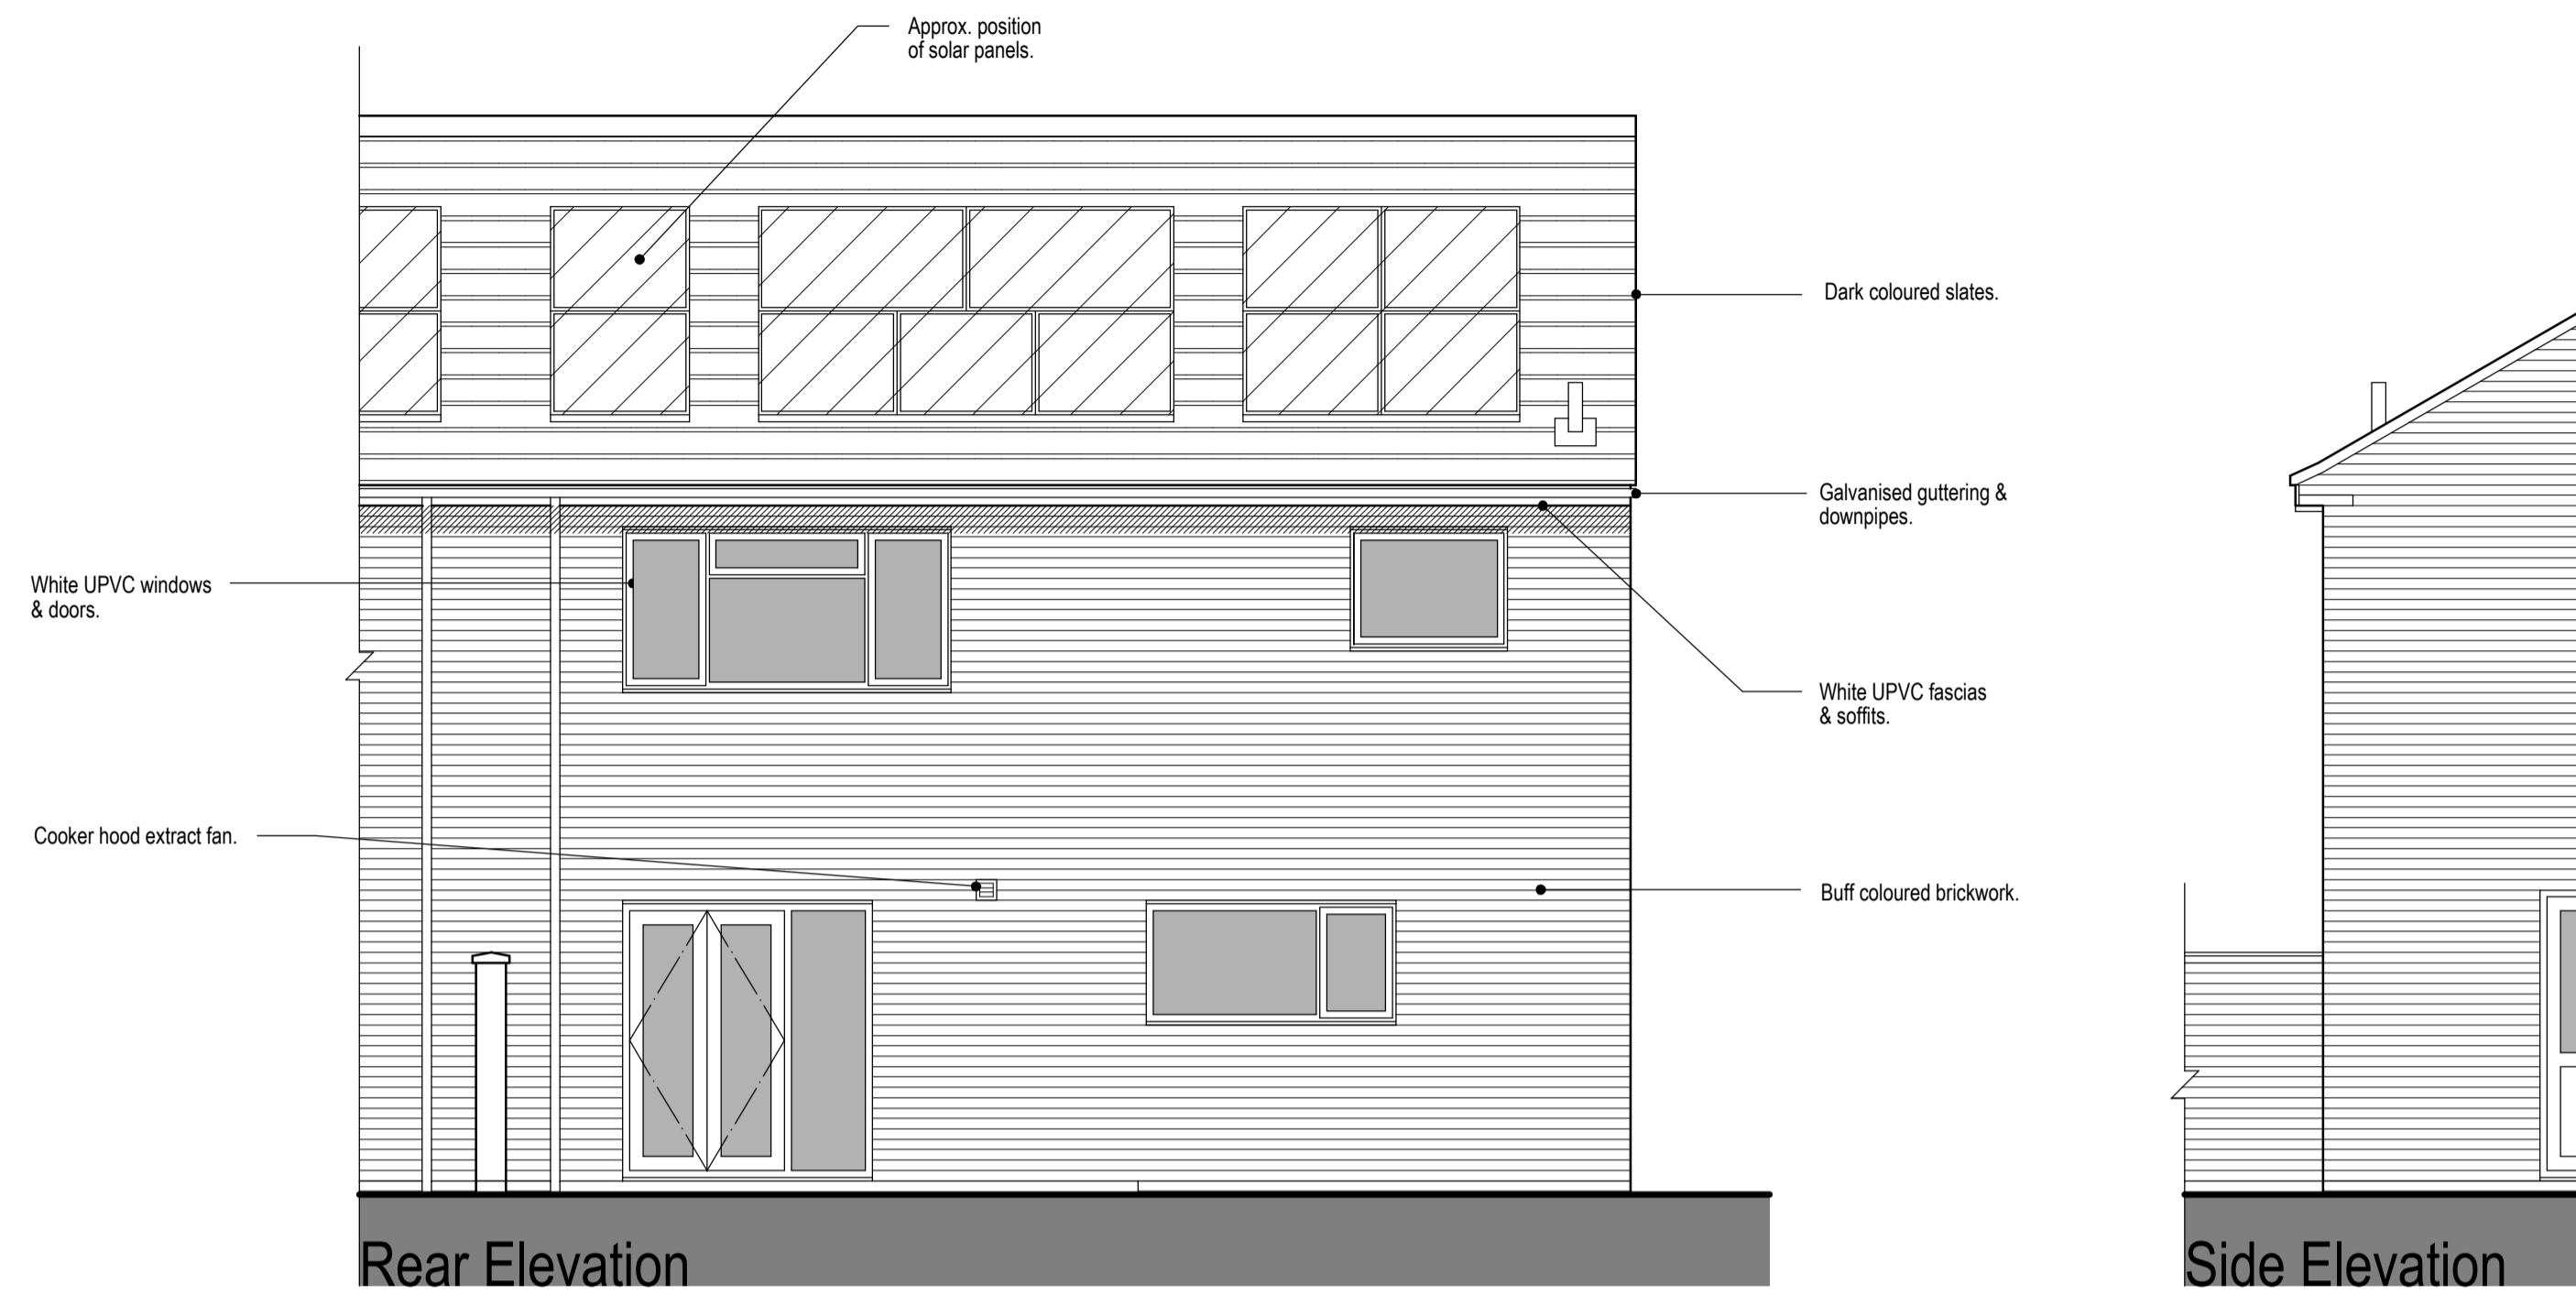 Approx. position
of solar panels.
Dark coloured slates.
Galvanised guttering &
downpipes.
White UPVC windows
& doors.
White UPVC fascias
& soffits.
Cooker hood extract fan.
Buff coloured brickwork.
Rear Elevation
Side Elevation